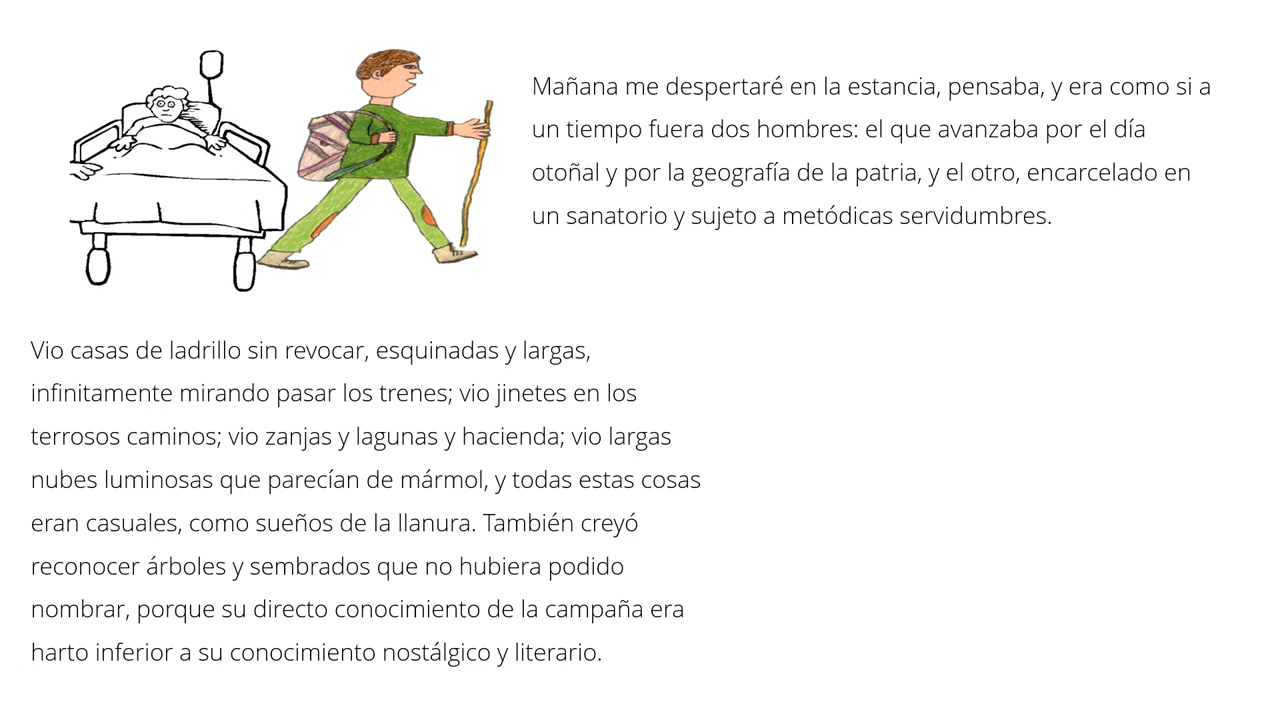 Mañana me despertaré en la estancia, pensaba, y era como si a
un tiempo fuera dos hombres: el que avanzaba por el día
otoñal y por la geografía de la patria, y el otro, encarcelado en
un sanatorio y sujeto a metódicas servidumbres.
Vio casas de ladrillo sin revocar, esquinadas y largas,
infinitamente mirando pasar los trenes; vio jinetes en los
terrosos caminos; vio zanjas y lagunas y hacienda; vio largas
nubes luminosas que parecían de mármol, y todas estas cosas
eran casuales, como sueños de la llanura. También creyó
reconocer árboles y sembrados que no hubiera podido
nombrar, porque su directo conocimiento de la campaña era
harto inferior a su conocimiento nostálgico y literario.